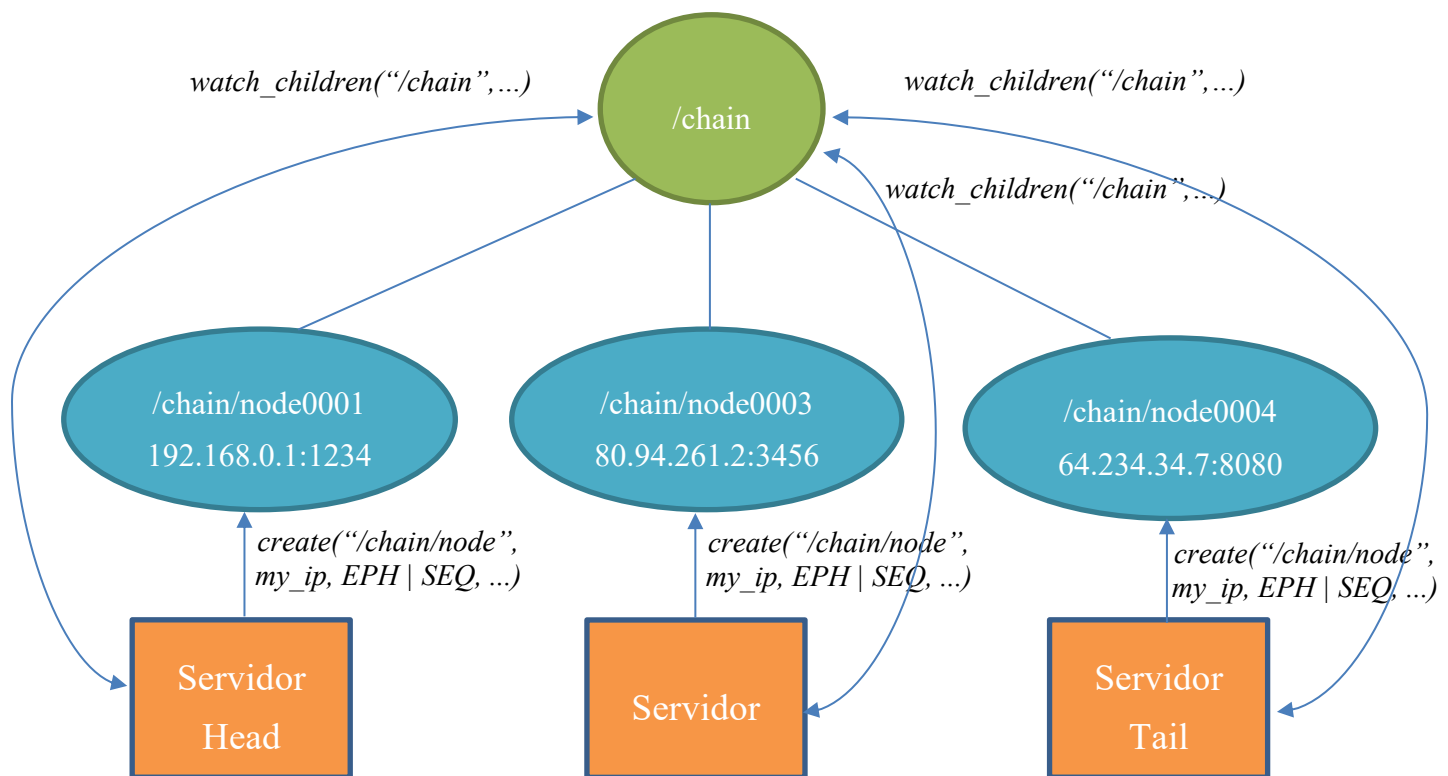 watch_children(“/chain”,...)
watch_children(“/chain”,...)
/chain
watch_children(“/chain”,...)
/chain/node0001
192.168.0.1:1234
/chain/node0003
80.94.261.2:3456
/chain/node0004
64.234.34.7:8080
create(“/chain/node”,
my_ip, EPH | SEQ, ...)
create(“/chain/node”,
my_ip, EPH | SEQ, ...)
create(“/chain/node”,
my_ip, EPH | SEQ, ...)
Servidor
Head
Servidor
Servidor
Tail